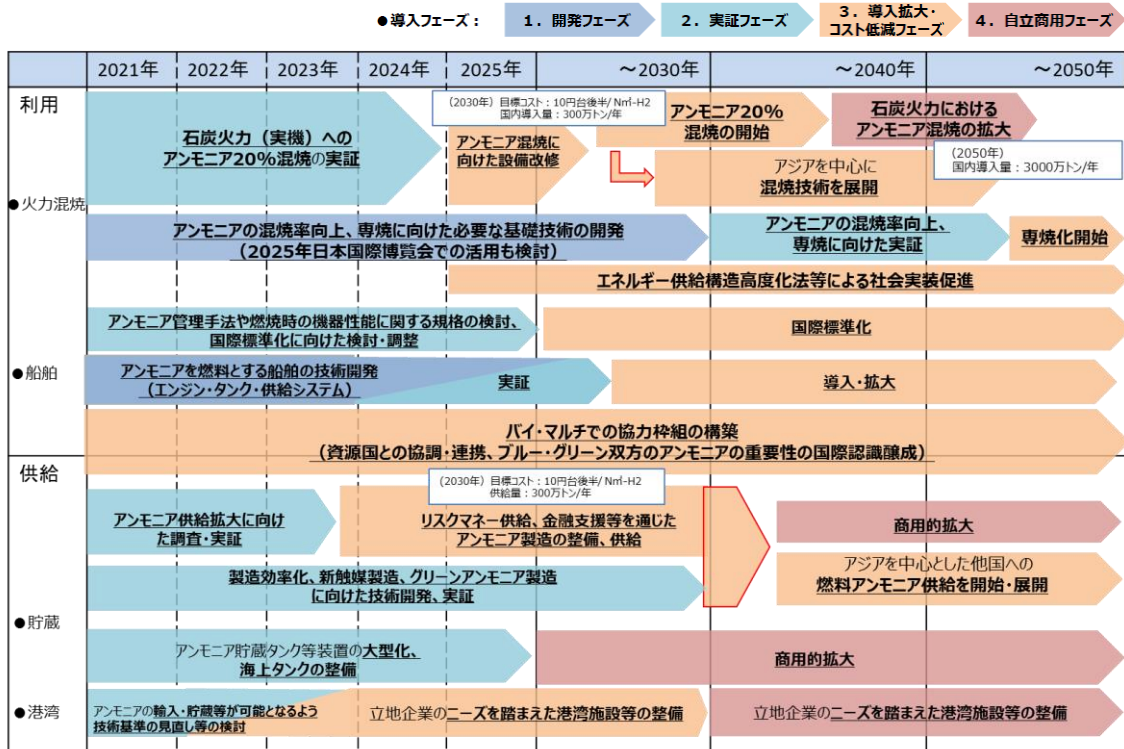 ●導入フェーズ：
1．開発フェーズ
2．実証フェーズ
3．導入拡大・
コスト低減フェーズ
4．自立商用フェーズ
2021年
2022年
2023年
2024年
2025年
～2030年
～2040年
～2050年
利用
●火力混焼
石炭火力（実機）への
アンモニア20％混焼の実証
（2030年）目標コスト：10円台後半/ N㎥-H2
国内導入量：300万トン/年
アンモニア混焼に
向けた設備改修
アンモニア20％
混焼の開始
石炭火力における
アンモニア混焼の拡大
アジアを中心に
混焼技術を展開
（2050年）
国内導入量：3000万トン/年
アンモニアの混焼率向上、専焼に向けた必要な基礎技術の開発
（2025年日本国際博覧会での活用も検討）
アンモニアの混焼率向上、
専焼に向けた実証
専焼化開始
エネルギー供給構造高度化法等による社会実装促進
アンモニア管理手法や燃焼時の機器性能に関する規格の検討、
国際標準化に向けた検討・調整
国際標準化
●船舶
アンモニアを燃料とする船舶の技術開発
（エンジン・タンク・供給システム）
実証
導入・拡大
バイ・マルチでの協力枠組の構築
（資源国との協調・連携、ブルー・グリーン双方のアンモニアの重要性の国際認識醸成）
供給
（2030年）目標コスト：10円台後半/ N㎥-H2
供給量：300万トン/年
アンモニア供給拡大に向け
た調査・実証
リスクマネー供給、金融支援等を通じた
アンモニア製造の整備、供給
商用的拡大
製造効率化、新触媒製造、グリーンアンモニア製造
に向けた技術開発、実証
アジアを中心とした他国への
燃料アンモニア供給を開始・展開
●貯蔵
アンモニア貯蔵タンク等装置の大型化、
海上タンクの整備
商用的拡大
●港湾
アンモニアの輸入・貯蔵等が可能となるよう
技術基準の見直し等の検討
立地企業のニーズを踏まえた港湾施設等の整備
立地企業のニーズを踏まえた港湾施設等の整備